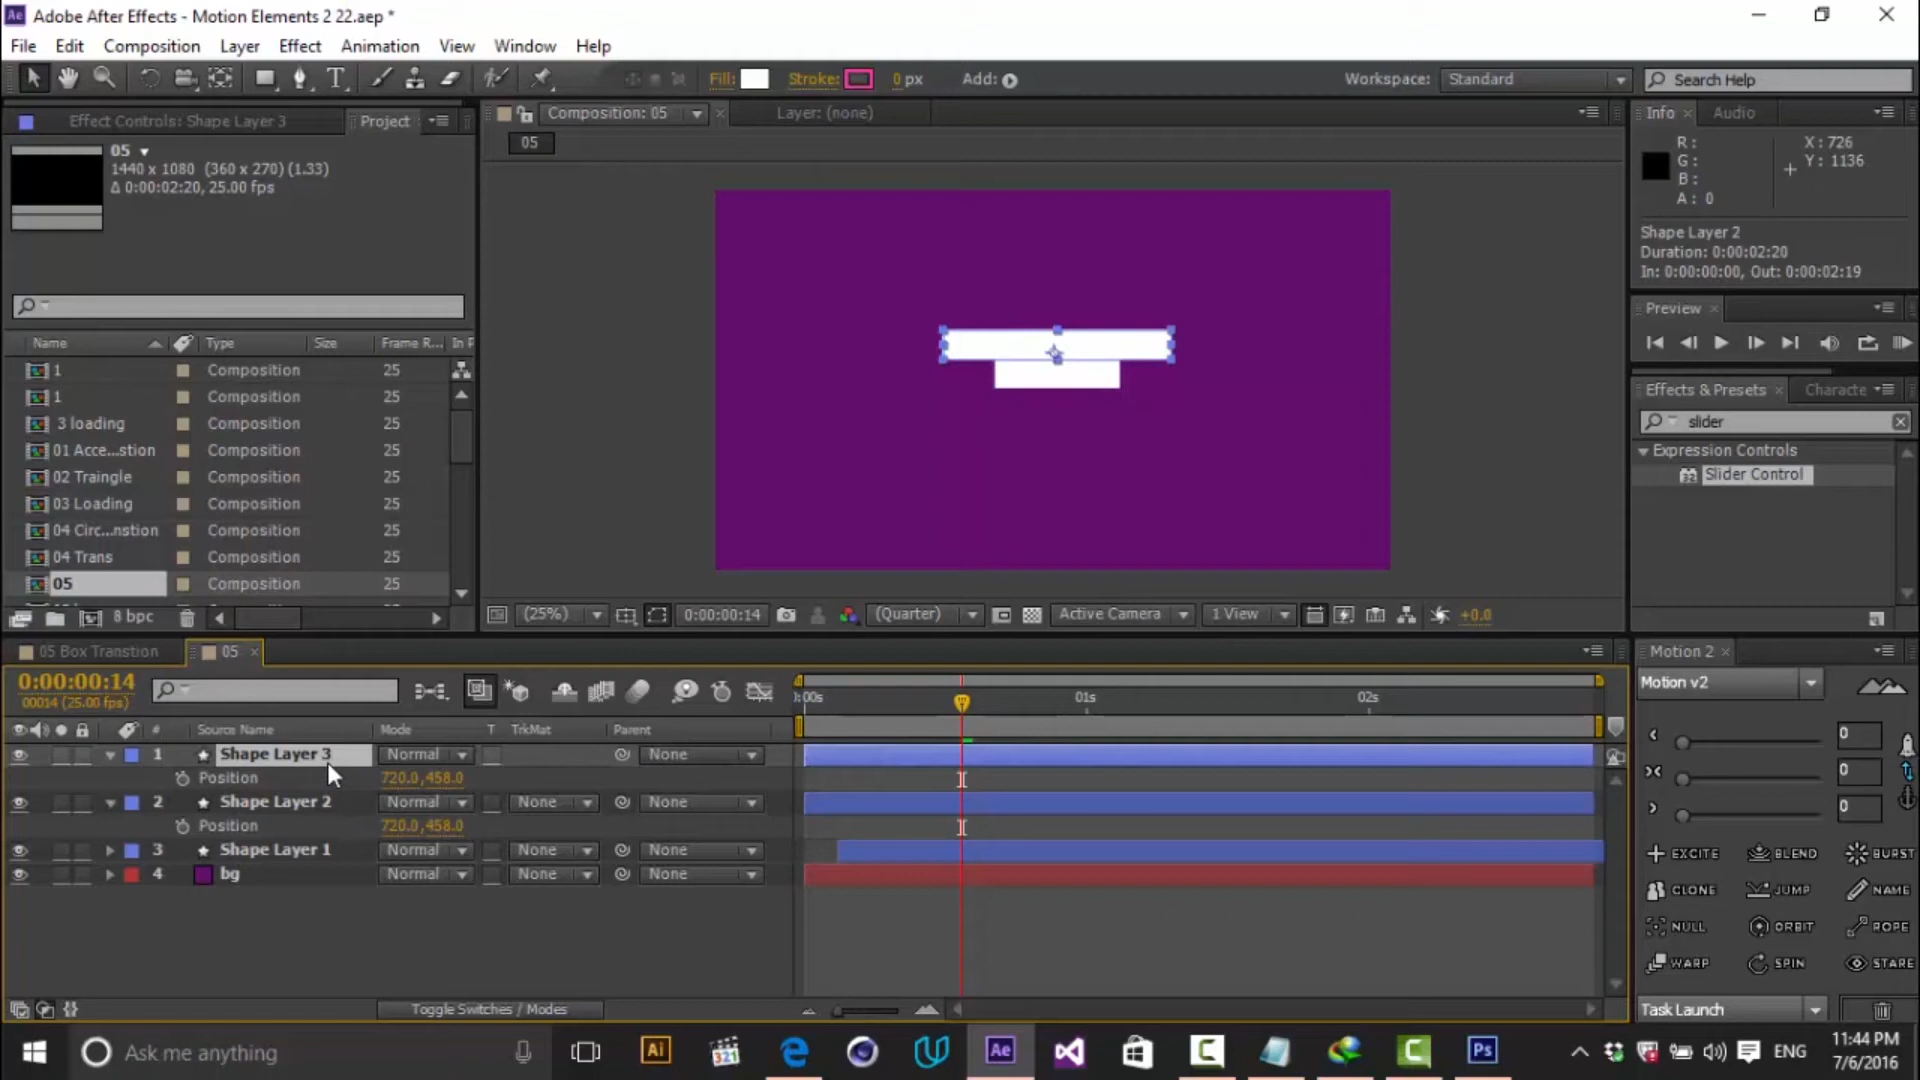 Adobe After Effects - Motion Elements 2 22.aep *
File Edit Composition Layer Effect Animation View Window Help
Fill: Stroke: 0 px Add: Workspace: Standard Search Help
Effect Controls: Shape Layer 3 Project Composition: 05 Layer: (none) Info Audio
05
1440 x 1080 (360 x 270) (1.33)
Δ 0:00:02:20, 25.00 fps
05
R: X: 726
G: Y: 1136
B:
A: 0
Shape Layer 2
Duration: 0:00:02:20
In: 0:00:00:00, Out: 0:00:02:19
Preview
Effects & Presets Characte
slider
Expression Controls
Slider Control
Name Type Size Frame R... In P
1 Composition 25
1 Composition 25
3 loading Composition 25
01 Acce...stion Composition 25
02 Traingle Composition 25
03 Loading Composition 25
04 Circ...nstion Composition 25
04 Trans Composition 25
05 Composition 25
8 bpc
(25%) 0:00:00:14 (Quarter) Active Camera 1 View +0.0
05 Box Transtion 05
0:00:00:14
00014 (25.00 fps)
):00s 01s 02s
# Source Name Mode T TrkMat Parent
1 Shape Layer 3 Normal None
Position 720.0,458.0
2 Shape Layer 2 Normal None None
Position 720.0,458.0
3 Shape Layer 1 Normal None None
4 bg Normal None None
Toggle Switches / Modes
Motion 2
Motion v2
0
0
0
EXCITE BLEND BURST
CLONE JUMP NAME
NULL ORBIT ROPE
WARP SPIN STARE
Task Launch
Ask me anything
Ai 321 Ae Ps
ENG
11:44 PM
7/6/2016